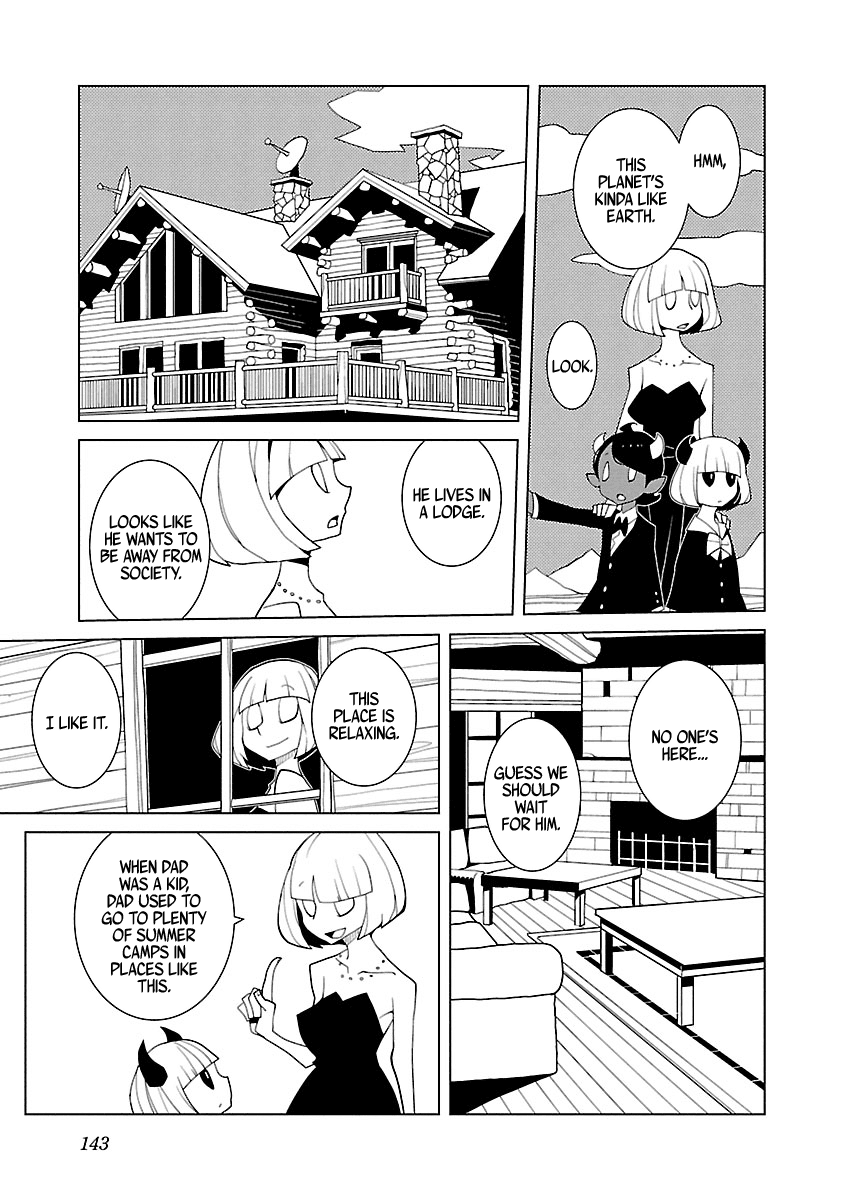 HMM,
THIS
PLANET'S
KINDA LIKE
EARTH.
LOOK.
HE LIVES IN
A LODGE.
LOOKS LIKE
HE WANTS TO
BE AWAY FROM
SOCIETY.
NO ONE'S
HERE...
GUESS WE
SHOULD
WAIT
FOR HIM.
THIS
PLACE IS
RELAXING.
I LIKE IT.
WHEN DAD
WAS A KID,
DAD USED TO
GO TO PLENTY
OF SUMMER
CAMPS IN
PLACES LIKE
THIS.
143